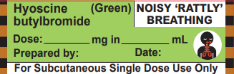 Hyoscine (Green)
butylbromide
NOISY ‘RATTLY’
BREATHING
Dose: mg in mL
Prepared by: Date:
For Subcutaneous Single Dose Use Only